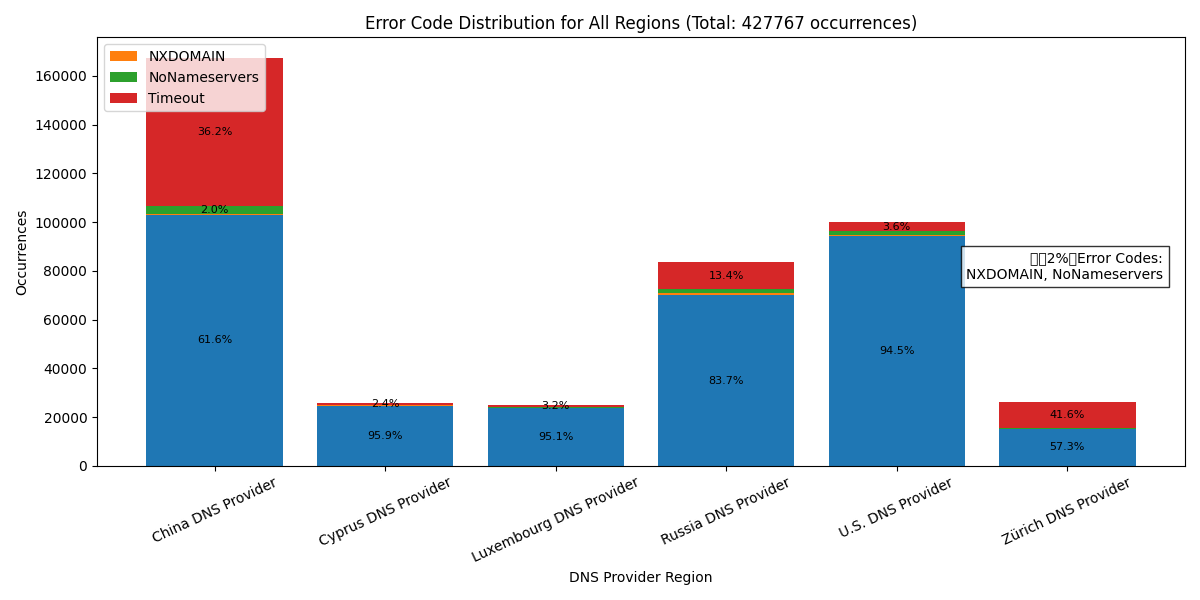 Error Code Distribution for All Regions (Total: 427767 occurrences)
NXDOMAIN
NoNameservers
Timeout
Occurrences
160000
140000
120000
100000
80000
60000
40000
20000
0
36.2%
2.0%
61.6%
2.4%
95.9%
3.2%
95.1%
13.4%
83.7%
3.6%
94.5%
41.6%
57.3%
2% Error Codes:
NXDOMAIN, NoNameservers
China DNS Provider
Cyprus DNS Provider
Luxembourg DNS Provider
Russia DNS Provider
U.S. DNS Provider
Zürich DNS Provider
DNS Provider Region